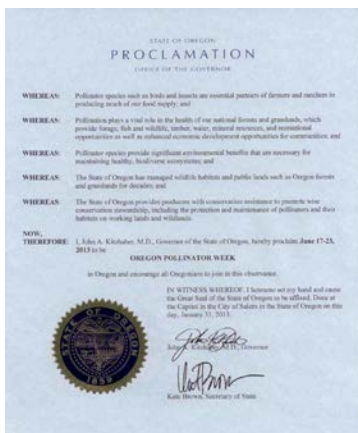 STATE OF OREGON
PROCLAMATION
OFFICE OF THE GOVERNOR
WHEREAS: Pollinator species such as birds and insects are essential partners of farmers and ranchers in
producing much of our food supply; and
WHEREAS: Pollination plays a vital role in the health of our national forests and grasslands, which
provide forage, fish and wildlife, timber, water, mineral resources, and recreational
opportunities as well as enhanced economic development opportunities for communities; and
WHEREAS: Pollinator species provide significant environmental benefits that are necessary for
maintaining healthy, biodiverse ecosystems; and
WHEREAS: The State of Oregon has managed wildlife habitats and public lands such as Oregon forests
and grasslands for decades; and
WHEREAS: The State of Oregon provides producers with conservation assistance to promote wise
conservation stewardship, including the protection and maintenance of pollinators and their
habitats on working lands and wildlands.
NOW,
THEREFORE: I, John A. Kitzhaber, M.D., Governor of the State of Oregon, hereby proclaim June 17-23,
2013 to be
OREGON POLLINATOR WEEK
in Oregon and encourage all Oregonians to join in this observance.
IN WITNESS WHEREOF, I hereunto set my hand and cause
the Great Seal of the State of Oregon to be affixed. Done at
the Capitol in the City of Salem in the State of Oregon on this
day, January 31, 2013.
John A. Kitzhaber, M.D., Governor
Kate Brown, Secretary of State
STATE OF OREGON
1859